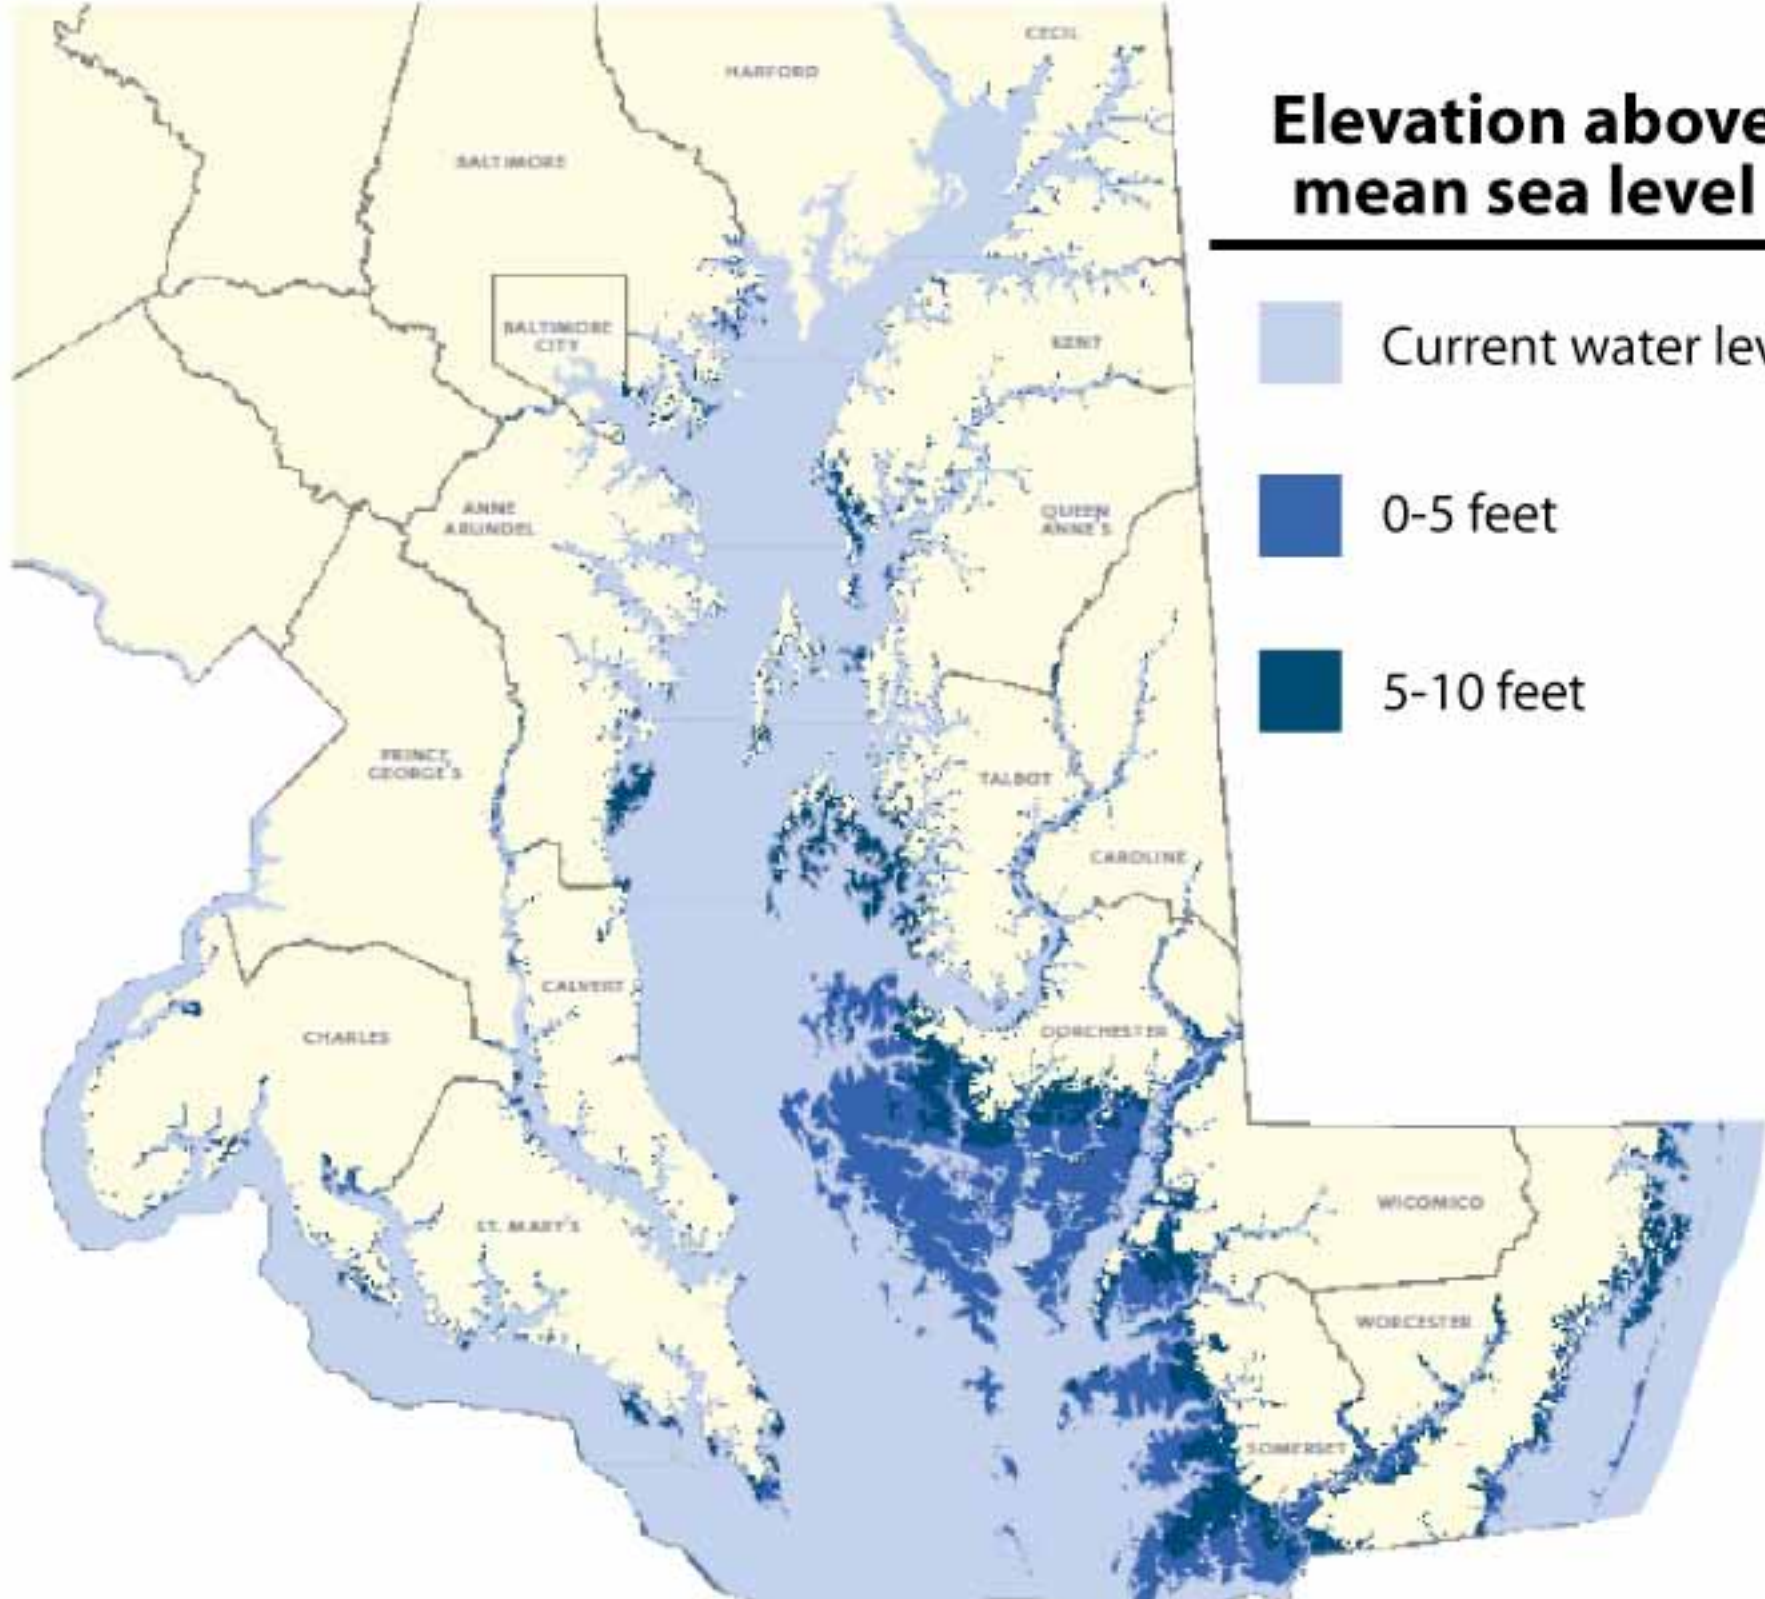 CECIL
HARFORD
BALTIMORE
BALTIMORE
CITY
KENT
ANNE
ARUNDEL
QUEEN
ANNE'S
PRINCE
GEORGE'S
TALBOT
CAROLINE
CALVERT
CHARLES
DORCHESTER
ST. MARY'S
WICOMICO
WORCESTER
SOMERSET
Elevation above
mean sea level
Current water lev
0-5 feet
5-10 feet